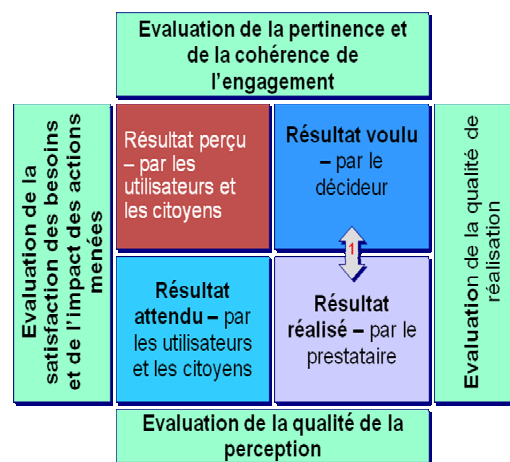 Evaluation de la pertinence et
de la cohérence de
l’engagement
Evaluation de la
satisfaction des besoins
et de l’impact des actions
menées
Résultat perçu
– par les
utilisateurs et
les citoyens
Résultat voulu
– par le
décideur
1
Résultat
attendu – par
les utilisateurs
et les citoyens
Résultat
réalisé – par le
prestataire
Evaluation de la qualité de
réalisation
Evaluation de la qualité de la
perception